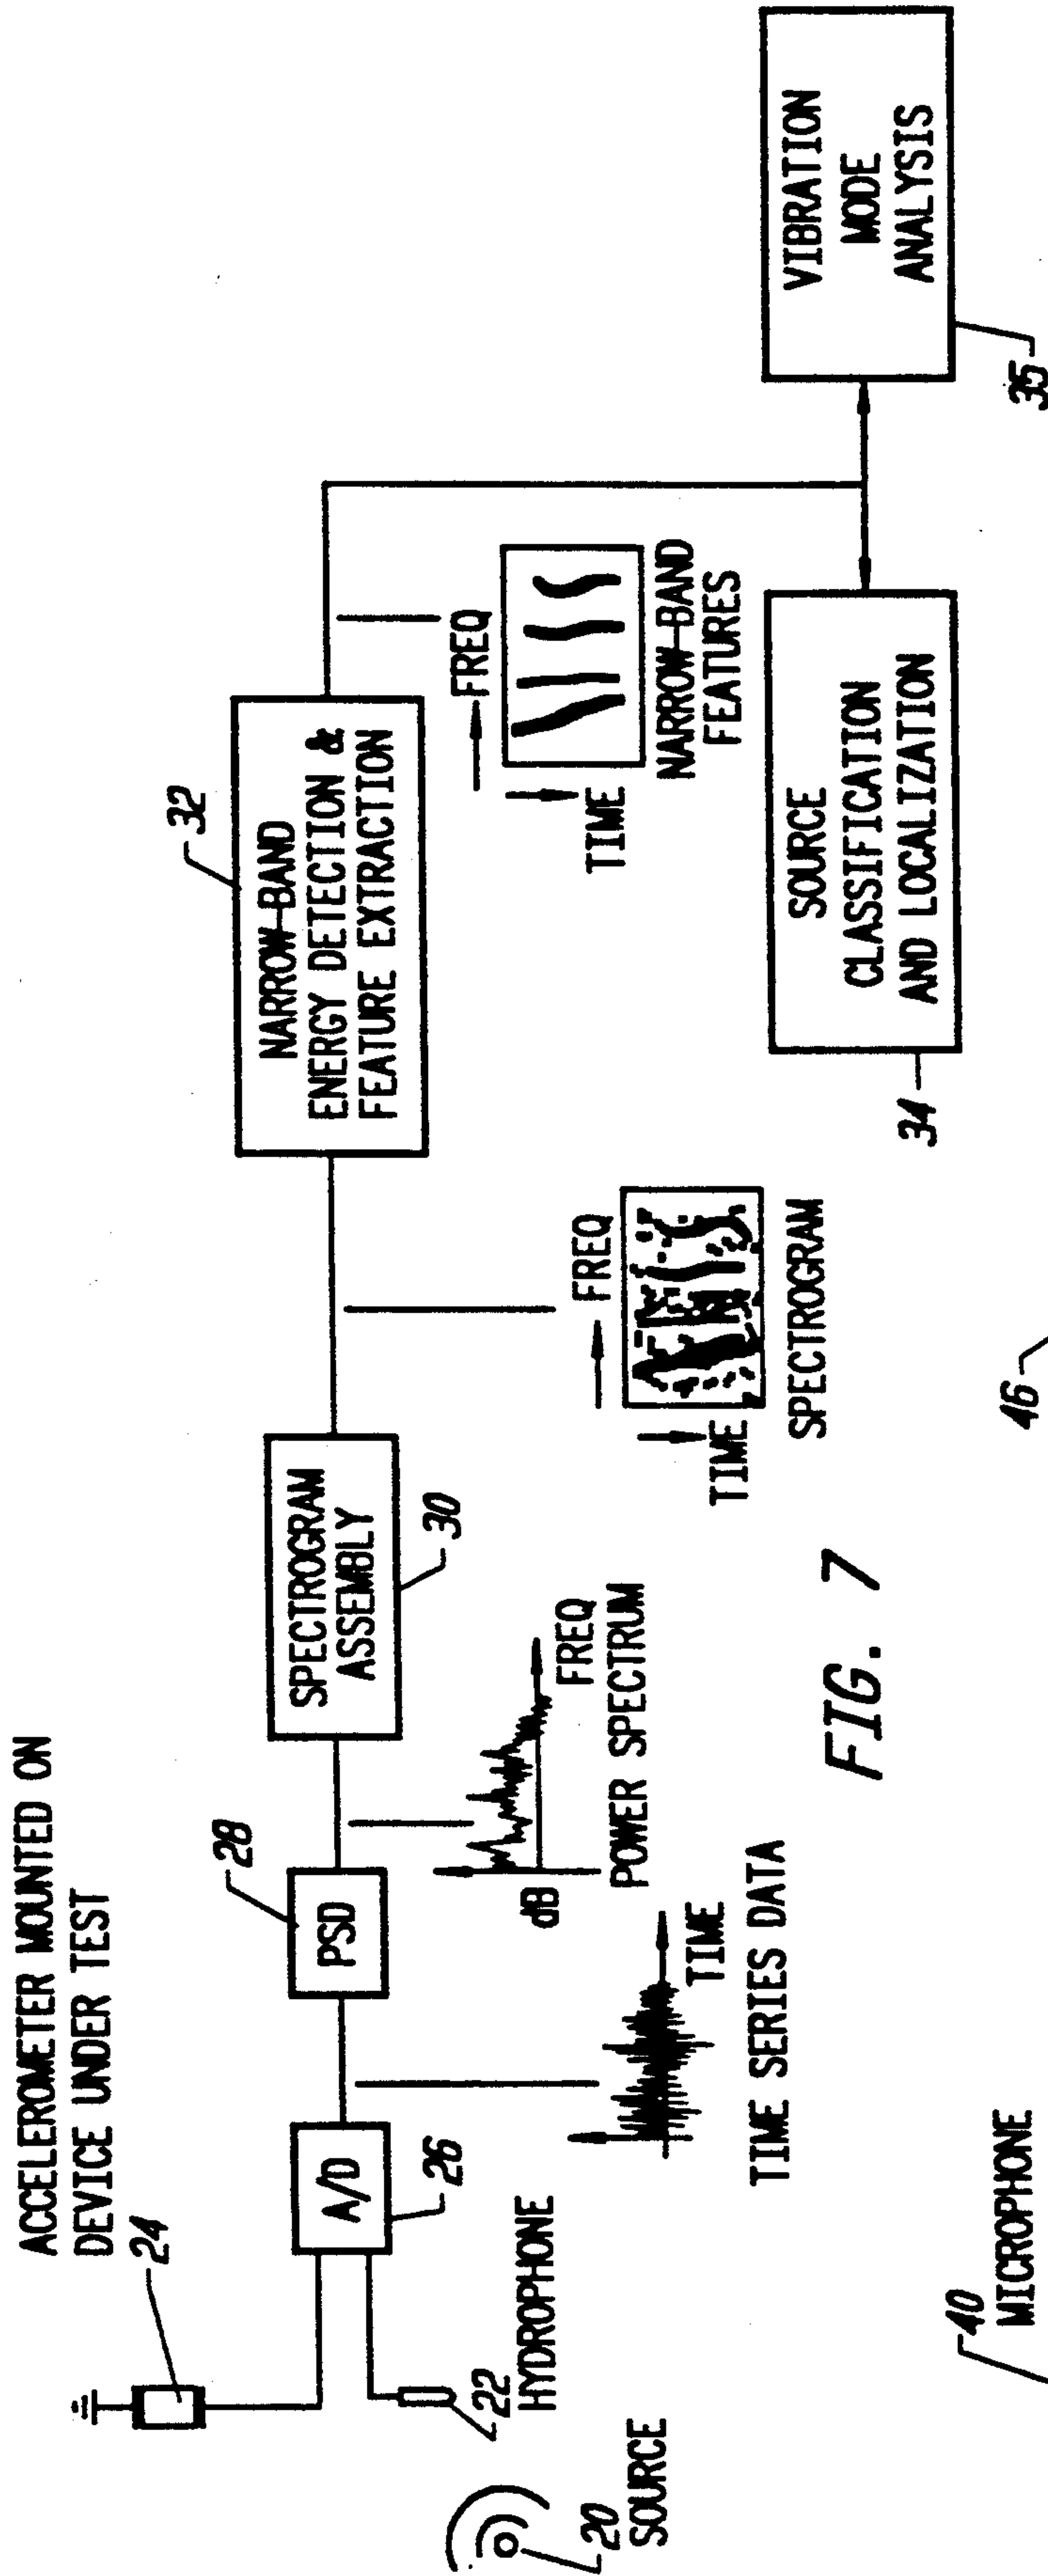 ACCELEROMETER MOUNTED ON
DEVICE UNDER TEST
24
20
SOURCE
22
HYDROPHONE
A/D
26
TIME
TIME SERIES DATA
PSD
28
dB
FREQ
POWER SPECTRUM
SPECTROGRAM
ASSEMBLY
30
FREQ
TIME
SPECTROGRAM
NARROW-BAND
ENERGY DETECTION &
FEATURE EXTRACTION
32
FREQ
TIME
NARROW-BAND
FEATURES
SOURCE
CLASSIFICATION
AND LOCALIZATION
34
VIBRATION
MODE
ANALYSIS
35
FIG. 7
40
MICROPHONE
46